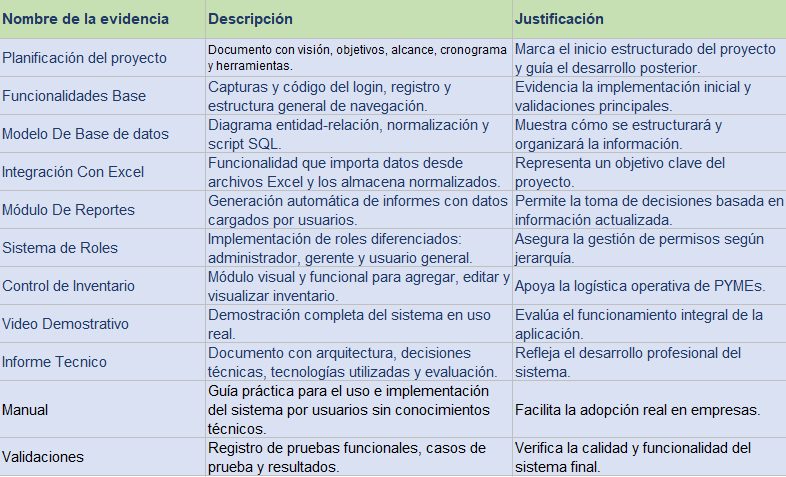 Nombre de la evidencia Descripción Justificación
Planificación del proyecto Documento con visión, objetivos, alcance, cronograma y herramientas. Marca el inicio estructurado del proyecto y guía el desarrollo posterior.
Funcionalidades Base Capturas y código del login, registro y estructura general de navegación. Evidencia la implementación inicial y validaciones principales.
Modelo De Base de datos Diagrama entidad-relación, normalización y script SQL. Muestra cómo se estructurará y organizará la información.
Integración Con Excel Funcionalidad que importa datos desde archivos Excel y los almacena normalizados. Representa un objetivo clave del proyecto.
Módulo De Reportes Generación automática de informes con datos cargados por usuarios. Permite la toma de decisiones basada en información actualizada.
Sistema de Roles Implementación de roles diferenciados: administrador, gerente y usuario general. Asegura la gestión de permisos según jerarquía.
Control de Inventario Módulo visual y funcional para agregar, editar y visualizar inventario. Apoya la logística operativa de PYMEs.
Video Demostrativo Demostración completa del sistema en uso real. Evalúa el funcionamiento integral de la aplicación.
Informe Tecnico Documento con arquitectura, decisiones técnicas, tecnologías utilizadas y evaluación. Refleja el desarrollo profesional del sistema.
Manual Guía práctica para el uso e implementación del sistema por usuarios sin conocimientos técnicos. Facilita la adopción real en empresas.
Validaciones Registro de pruebas funcionales, casos de prueba y resultados. Verifica la calidad y funcionalidad del sistema final.